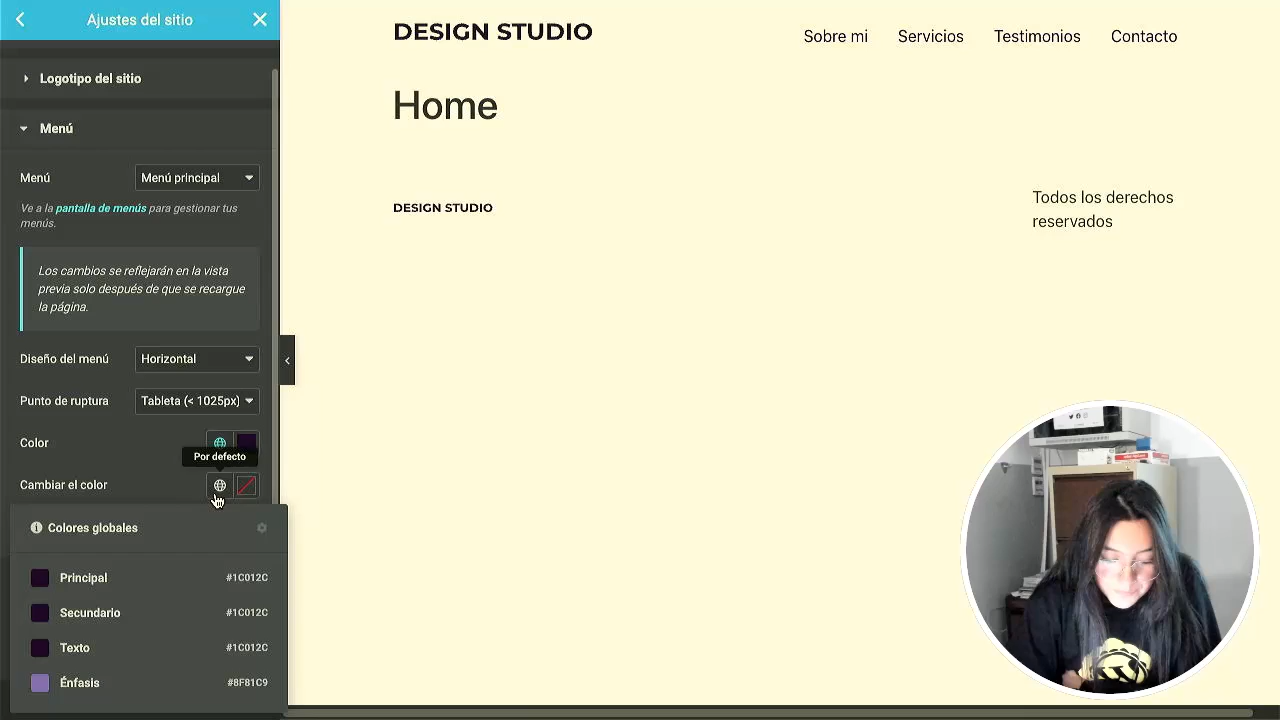 Ajustes del sitio
Logotipo del sitio
Menú
Menú
Menú principal
Ve a la pantalla de menús para gestionar tus
menús.
Los cambios se reflejarán en la vista
previa solo después de que se recargue
la página.
Diseño del menú
Horizontal
Punto de ruptura
Tableta (< 1025px)
Color
Por defecto
Cambiar el color
Colores globales
Principal
#1C012C
Secundario
#1C012C
Texto
#1C012C
Énfasis
#8F81C9
DESIGN STUDIO
Sobre mi
Servicios
Testimonios
Contacto
Home
DESIGN STUDIO
Todos los derechos
reservados